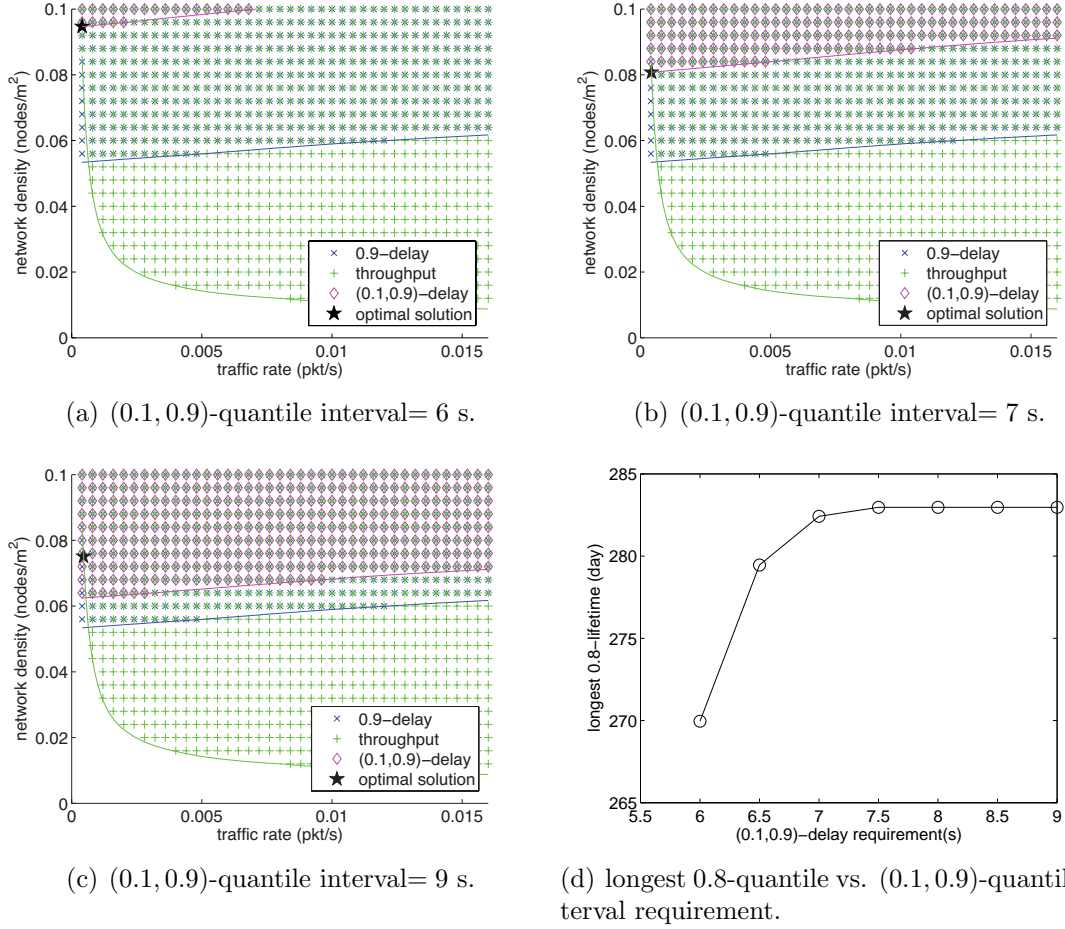 0.1
0.08
0.06
0.04
0.02
0
network density (nodes/m²)
0.9−delay
throughput
(0.1,0.9)−delay
optimal solution
0 0.005 0.01 0.015
traffic rate (pkt/s)
(a) (0.1, 0.9)-quantile interval= 6 s.
0.1
0.08
0.06
0.04
0.02
0
network density (nodes/m²)
0.9−delay
throughput
(0.1,0.9)−delay
optimal solution
0 0.005 0.01 0.015
traffic rate (pkt/s)
(b) (0.1, 0.9)-quantile interval= 7 s.
0.1
0.08
0.06
0.04
0.02
0
network density (nodes/m²)
0.9−delay
throughput
(0.1,0.9)−delay
optimal solution
0 0.005 0.01 0.015
traffic rate (pkt/s)
(c) (0.1, 0.9)-quantile interval= 9 s.
285
280
275
270
265
longest 0.8−lifetime (day)
5.5 6 6.5 7 7.5 8 8.5 9
(0.1,0.9)−delay requirement(s)
(d) longest 0.8-quantile vs. (0.1, 0.9)-quantil
terval requirement.